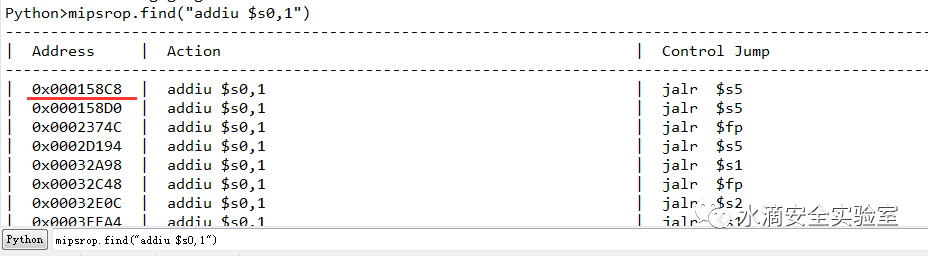 Python>mipsrop.find("addiu $s0,1")
| Address | Action | Control Jump
| 0x000158C8 | addiu $s0,1 | jalr $s5
| 0x000158D0 | addiu $s0,1 | jalr $s5
| 0x0002374C | addiu $s0,1 | jalr $fp
| 0x0002D194 | addiu $s0,1 | jalr $s5
| 0x00032A98 | addiu $s0,1 | jalr $s1
| 0x00032C48 | addiu $s0,1 | jalr $fp
| 0x00032E0C | addiu $s0,1 | jalr $s2
| addiu $s0,1 | jalr
水滴安全实验室
Python mipsrop.find("addiu $s0,1")